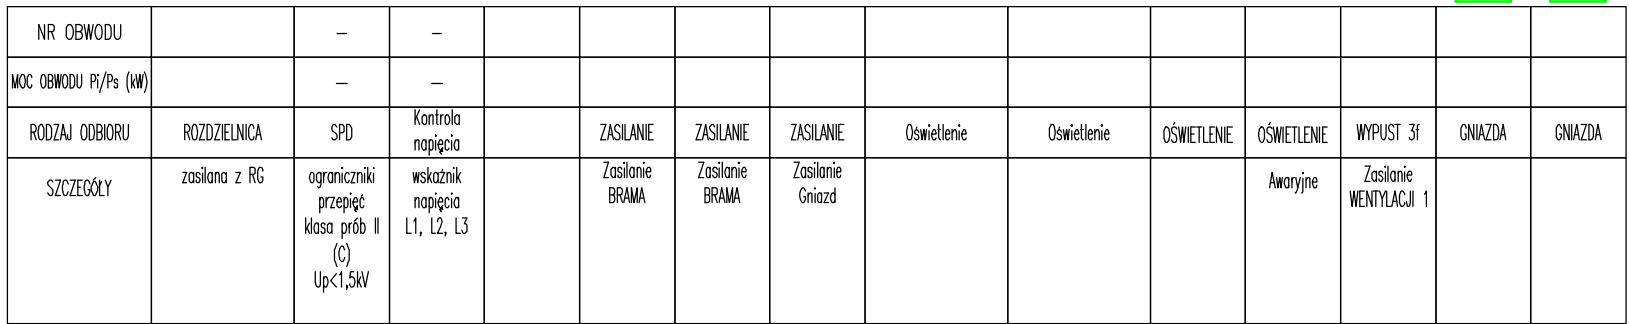 NR OBWODU – –
MOC OBWODU Pi/Ps (kW) – –
RODZAJ ODBIORU ROZDZIELNICA SPD Kontrola napięcia ZASILANIE ZASILANIE ZASILANIE Oświetlenie Oświetlenie OŚWIETLENIE OŚWIETLENIE WYPUST 3f GNIAZDA GNIAZDA
SZCZEGÓŁY
zasilana z RG
ograniczniki
przepięć
klasa prób II
(C)
Up<1,5kV
wskaźnik
napięcia
L1, L2, L3
Zasilanie
BRAMA
Zasilanie
BRAMA
Zasilanie
Gniazd
Awaryjne
Zasilanie
WENTYLACJI 1